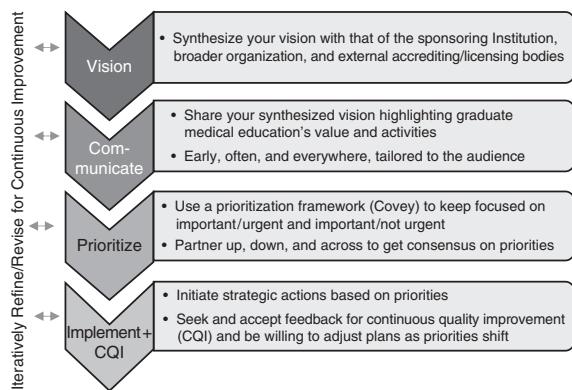 Iteratively Refine/Revise for Continuous Improvement
Vision
• Synthesize your vision with that of the sponsoring Institution,
broader organization, and external accrediting/licensing bodies
Com-
municate
• Share your synthesized vision highlighting graduate
medical education's value and activities
• Early, often, and everywhere, tailored to the audience
Prioritize
• Use a prioritization framework (Covey) to keep focused on
important/urgent and important/not urgent
• Partner up, down, and across to get consensus on priorities
Implement+
CQI
• Initiate strategic actions based on priorities
• Seek and accept feedback for continuous quality improvement
(CQI) and be willing to adjust plans as priorities shift